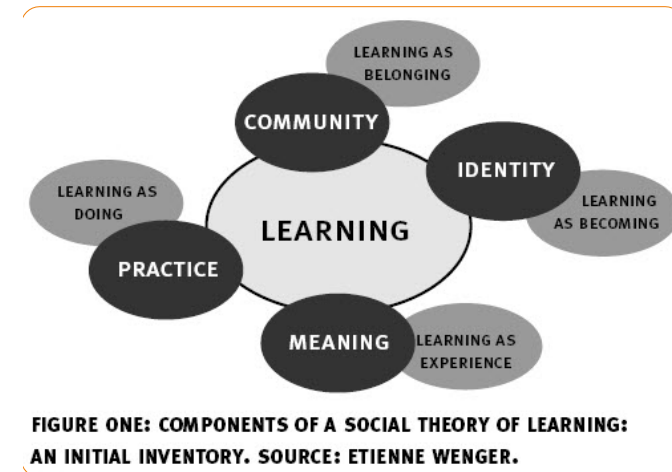 LEARNING AS
BELONGING
COMMUNITY
IDENTITY
LEARNING AS
DOING
LEARNING
AS BECOMING
LEARNING
PRACTICE
MEANING
LEARNING AS
EXPERIENCE
FIGURE ONE: COMPONENTS OF A SOCIAL THEORY OF LEARNING:
AN INITIAL INVENTORY. SOURCE: ETIENNE WENGER.